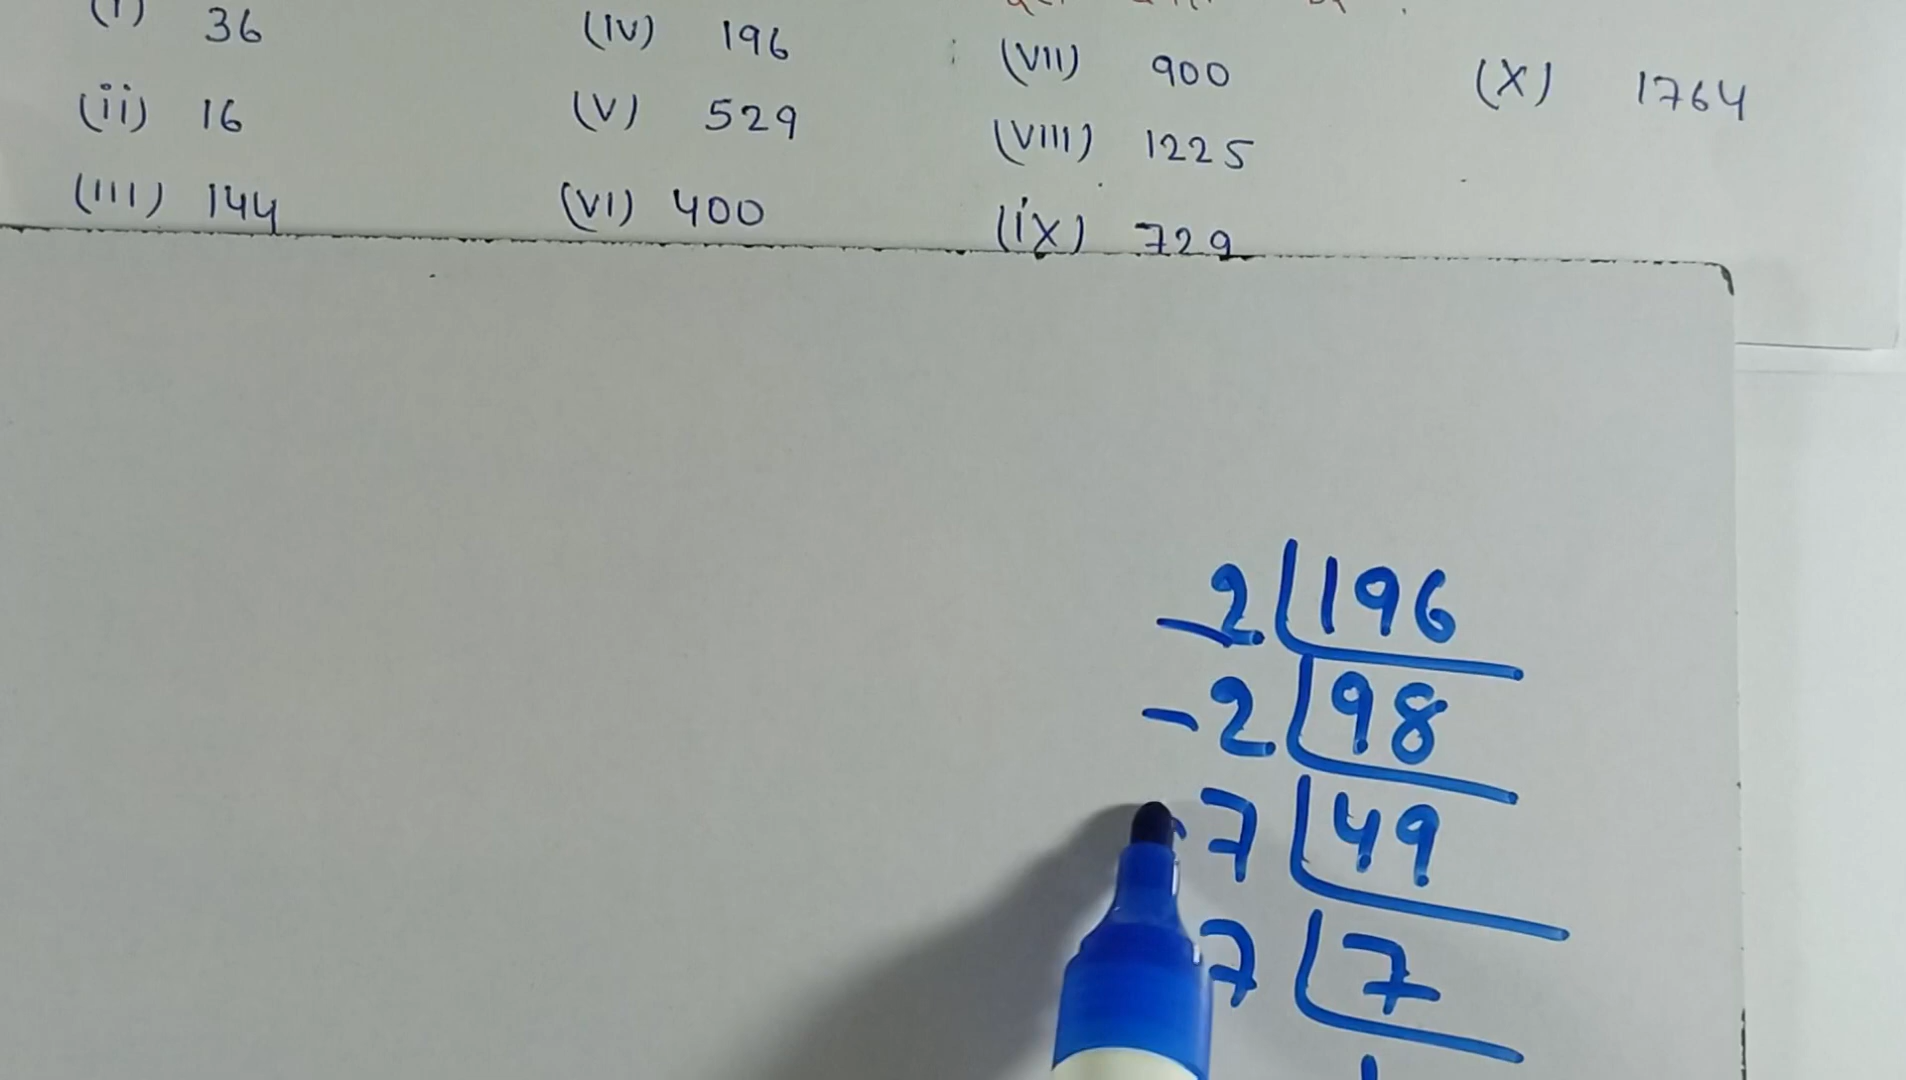 (i) 36 (IV) 196 (VII) 900 (X) 1764
(ii) 16 (V) 529 (VIII) 1225
(III) 144 (VI) 400 (ix) 729
2 196
2 98
7 49
7 7
1